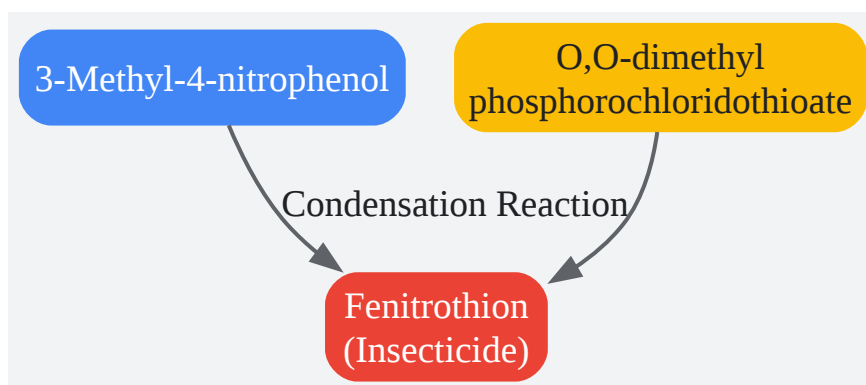 3-Methyl-4-nitrophenol
O,O-dimethyl
phosphorochloridothioate
Condensation Reaction
Fenitrothion
(Insecticide)